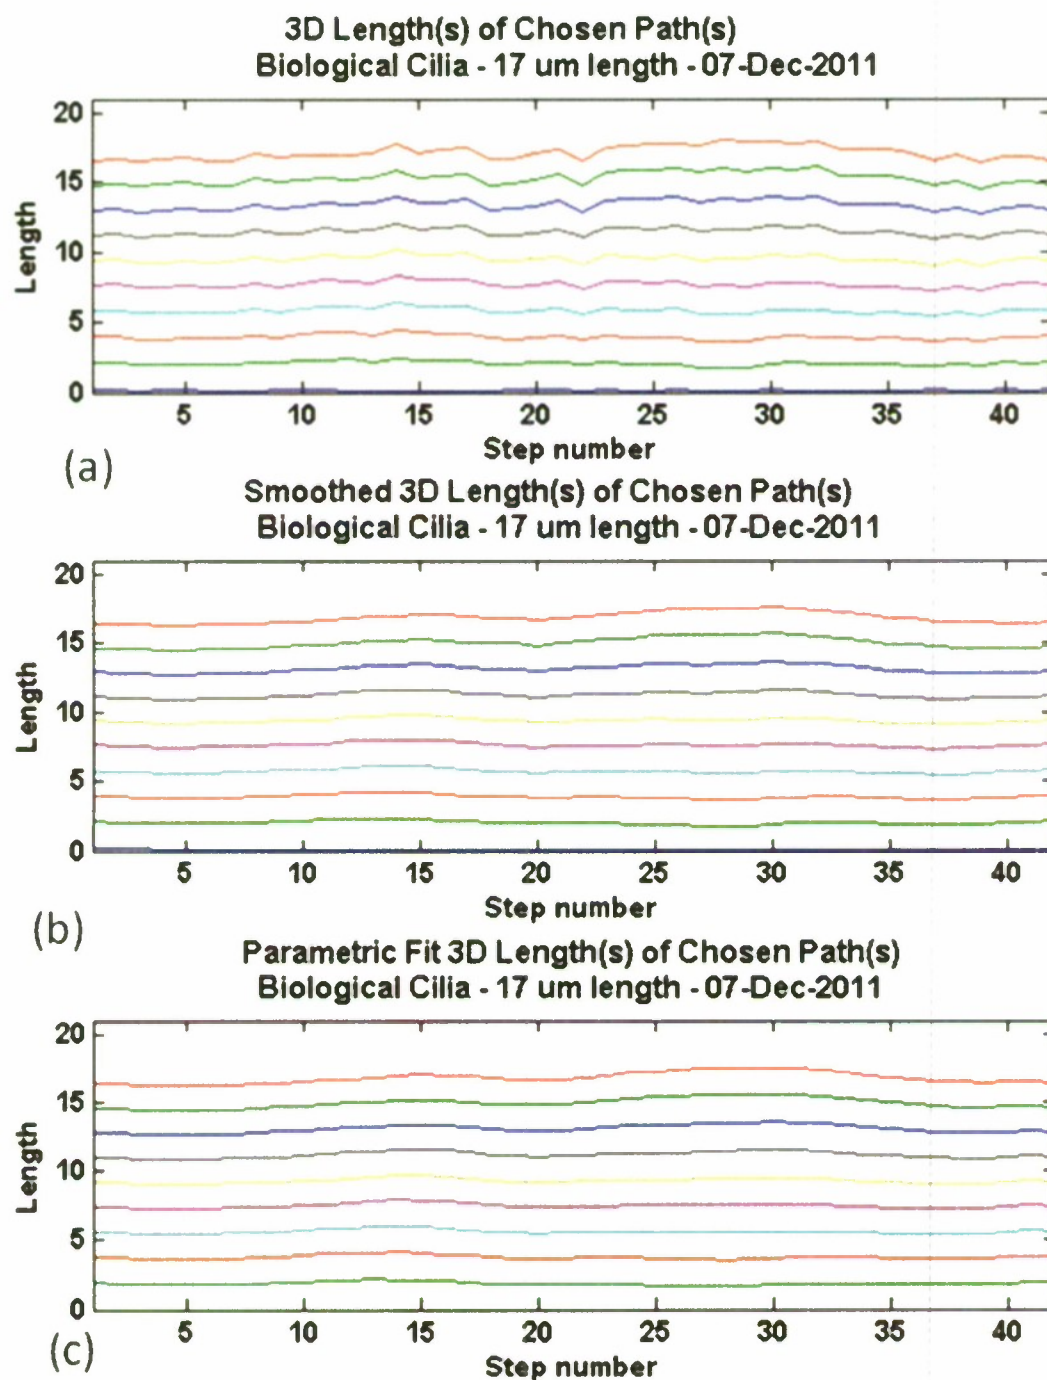 3D Length(s) of Chosen Path(s)
Biological Cilia - 17 um length - 07-Dec-2011
20
15
10
5
0
Length
5 10 15 20 25 30 35 40
Step number
(a)
Smoothed 3D Length(s) of Chosen Path(s)
Biological Cilia - 17 um length - 07-Dec-2011
20
15
10
5
0
Length
5 10 15 20 25 30 35 40
Step number
(b)
Parametric Fit 3D Length(s) of Chosen Path(s)
Biological Cilia - 17 um length - 07-Dec-2011
20
15
10
5
0
Length
5 10 15 20 25 30 35 40
Step number
(c)